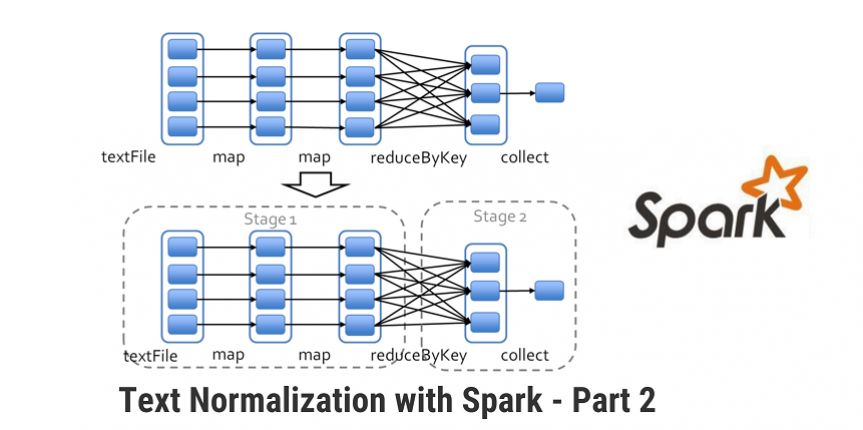 textFile map map reduceByKey collect
Spark
Stage 1 Stage 2
textFile map map reduceByKey collect
Text Normalization with Spark - Part 2